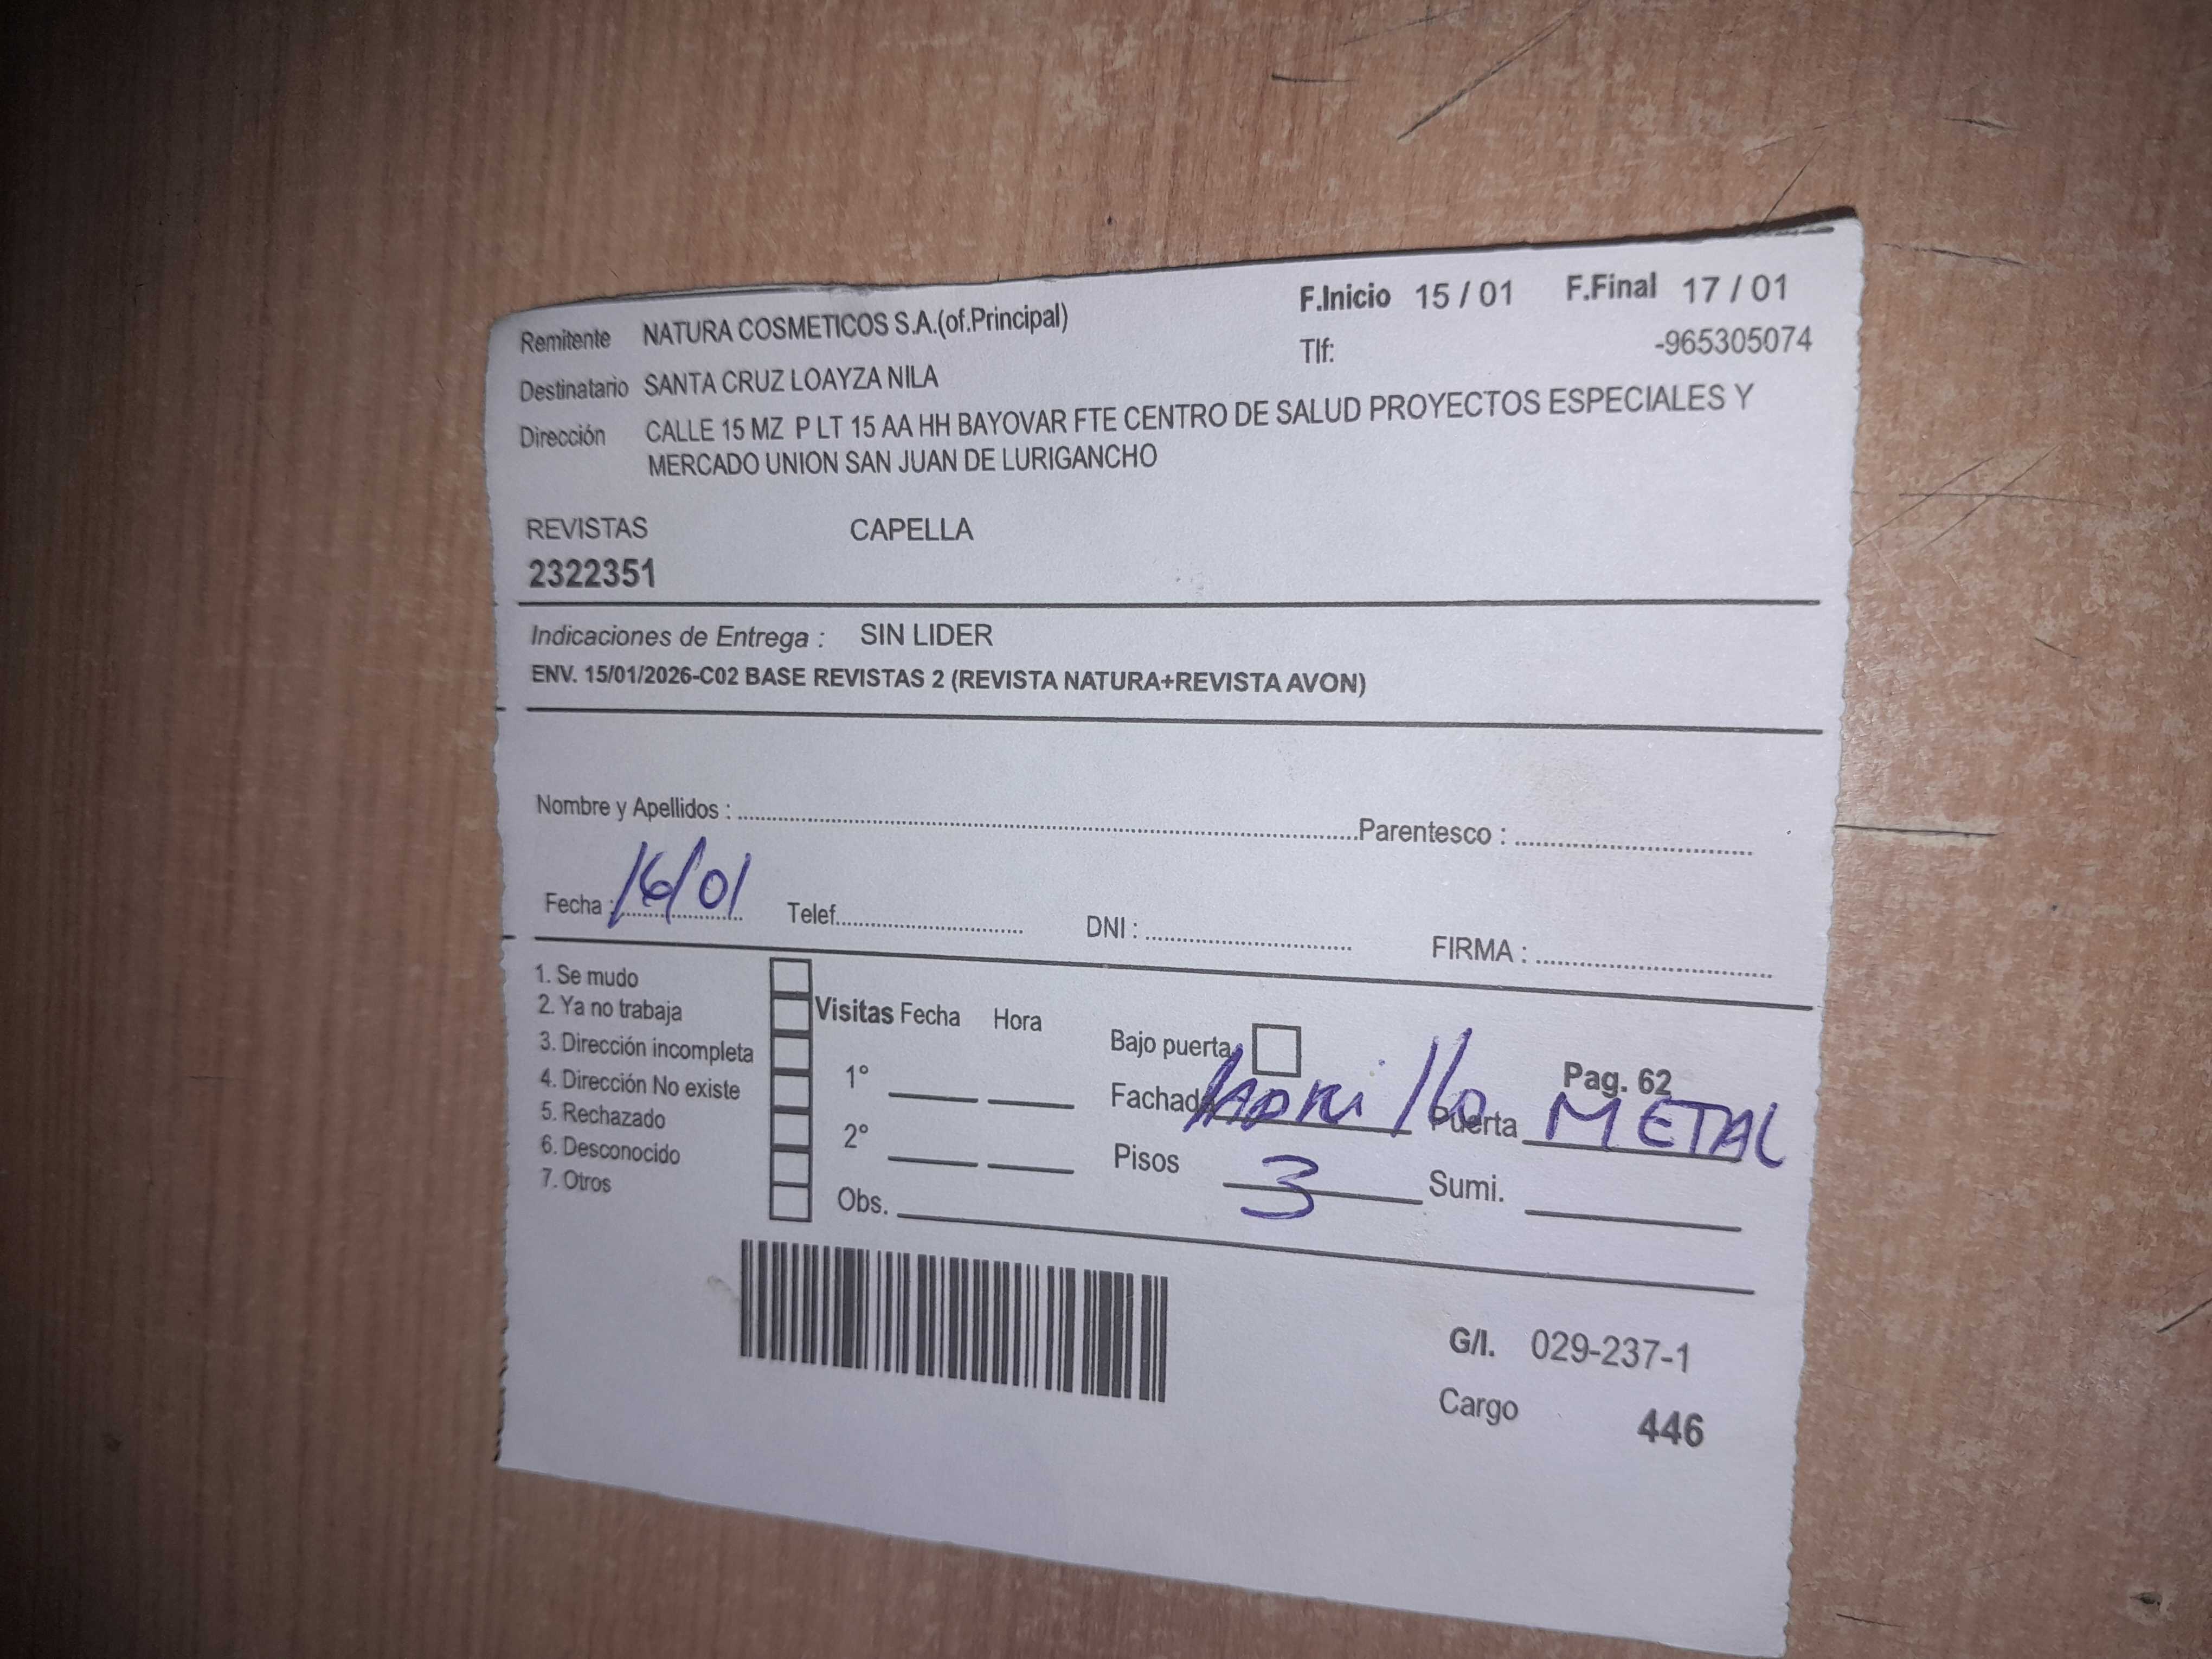 Remitente NATURA COSMETICOS S.A.(of.Principal) F.Inicio 15 / 01 F.Final 17 / 01
Destinatario SANTA CRUZ LOAYZA NILA Tlf: -965305074
Dirección CALLE 15 MZ P LT 15 AA HH BAYOVAR FTE CENTRO DE SALUD PROYECTOS ESPECIALES Y
MERCADO UNION SAN JUAN DE LURIGANCHO
REVISTAS CAPELLA
2322351
Indicaciones de Entrega : SIN LIDER
ENV. 15/01/2026-C02 BASE REVISTAS 2 (REVISTA NATURA+REVISTA AVON)
Nombre y Apellidos : Parentesco :
Fecha : 16/01 Telef. DNI : FIRMA :
1. Se mudo
2. Ya no trabaja Visitas Fecha Hora Bajo puerta
3. Dirección incompleta 1° Pag. 62
4. Dirección No existe Fachada Puerta METAL
5. Rechazado 2°
6. Desconocido Pisos 3 Sumi.
7. Otros Obs.
G/I. 029-237-1
Cargo 446